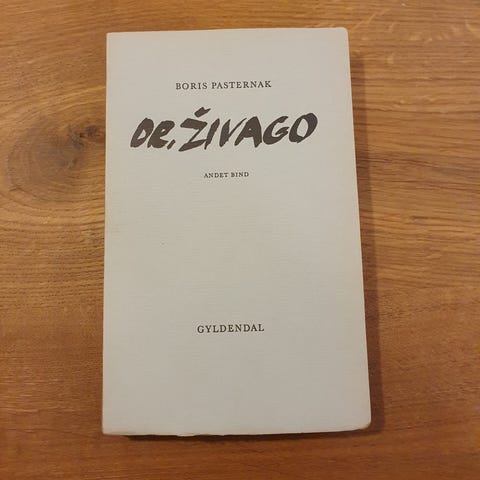 BORIS PASTERNAK
DR. ŽIVAGO
ANDET BIND
GYLDENDAL